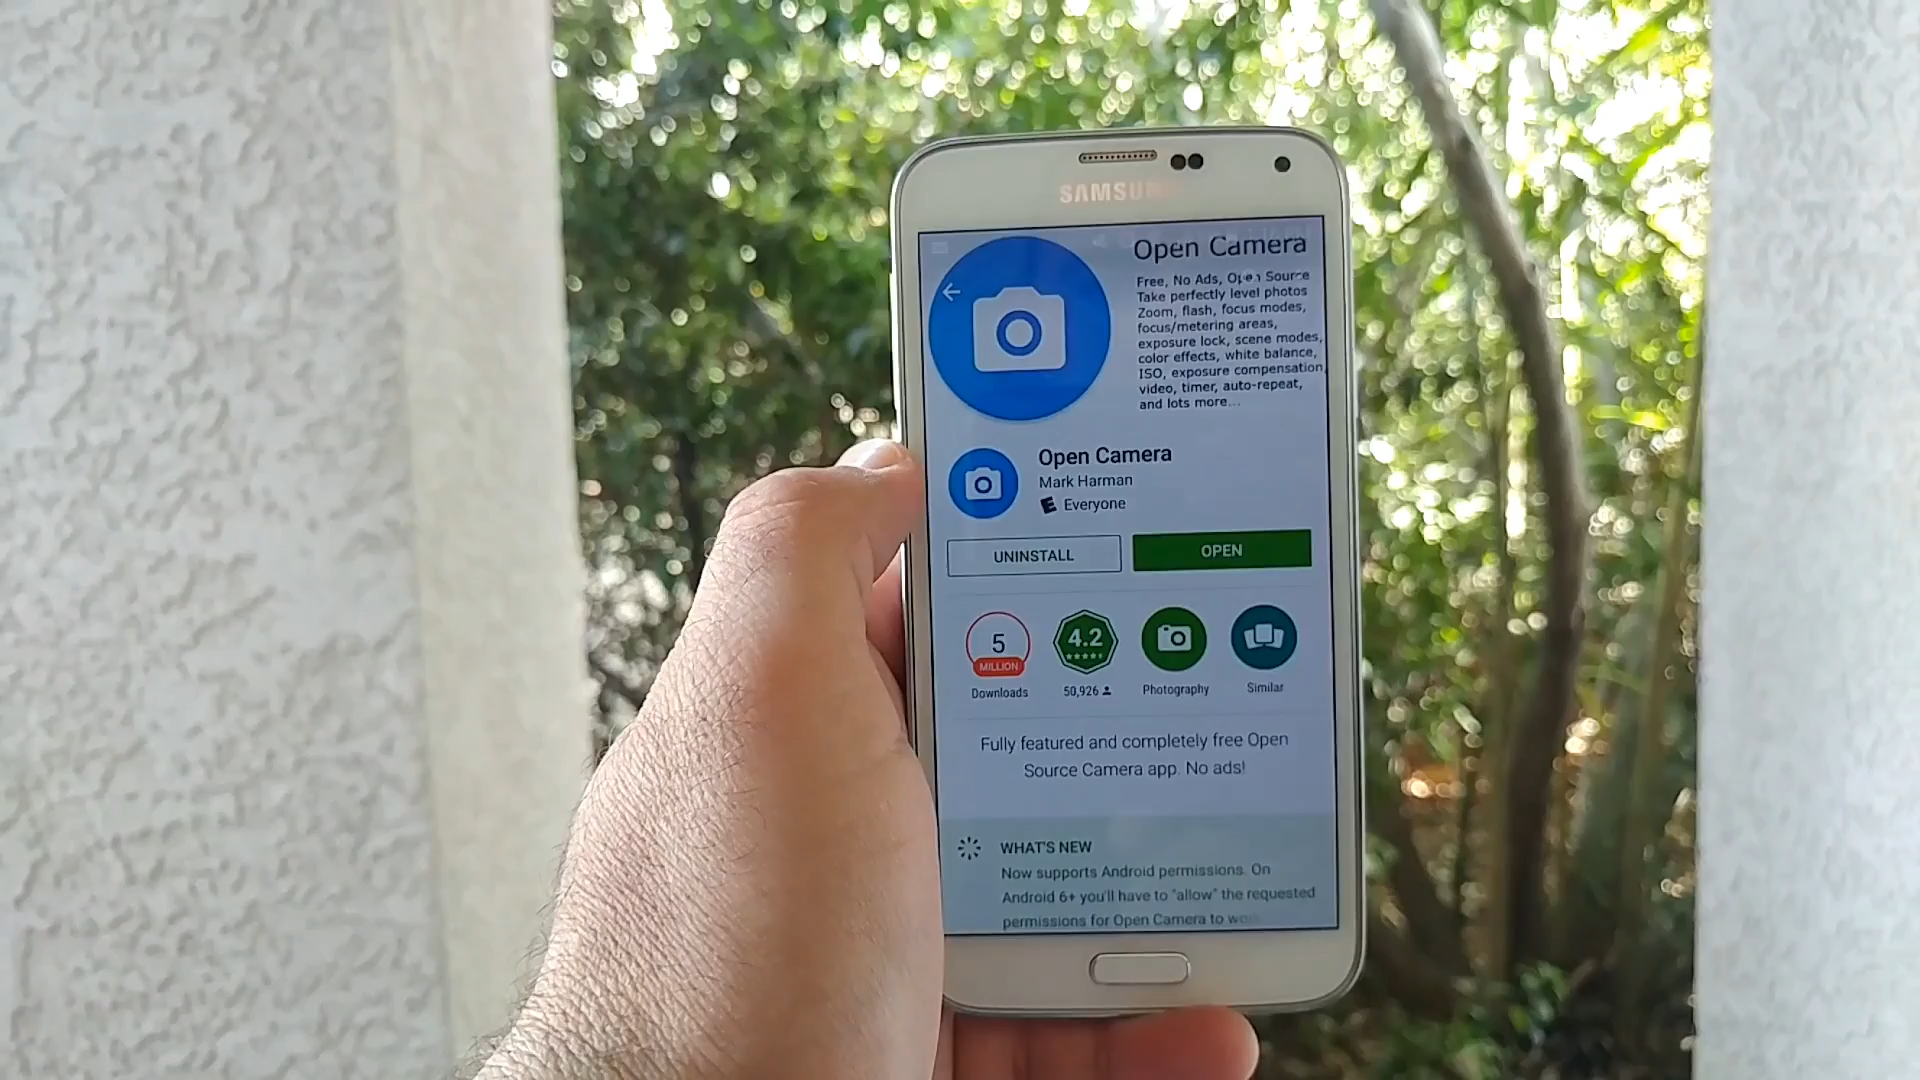 SAMSUNG
Open Camera
Free, No Ads, Open Source
Take perfectly level photos
Zoom, flash, focus modes,
focus/metering areas,
exposure lock, scene modes,
color effects, white balance,
ISO, exposure compensation,
video, timer, auto-repeat,
and lots more...
Open Camera
Mark Harman
E Everyone
UNINSTALL
OPEN
5
MILLION
4.2
Downloads
50,926
Photography
Similar
Fully featured and completely free Open
Source Camera app. No ads!
WHAT'S NEW
Now supports Android permissions. On
Android 6+ you'll have to "allow" the requested
permissions for Open Camera to